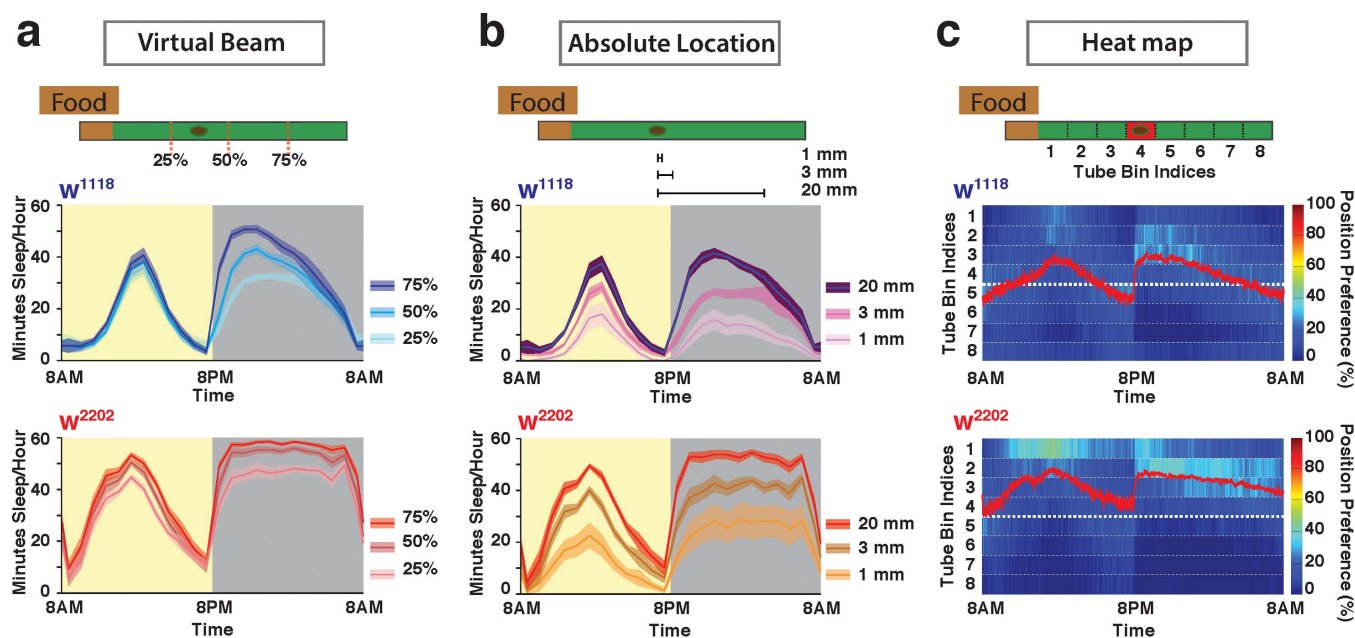 a
Virtual Beam
Food
25% 50% 75%
w1118
Minutes Sleep/Hour
60
40
20
0
8AM 8PM 8AM
Time
75%
50%
25%
w2202
Minutes Sleep/Hour
60
40
20
0
8AM 8PM 8AM
Time
75%
50%
25%
b
Absolute Location
Food
1 mm
3 mm
20 mm
w1118
Minutes Sleep/Hour
60
40
20
0
8AM 8PM 8AM
Time
20 mm
3 mm
1 mm
w2202
Minutes Sleep/Hour
60
40
20
0
8AM 8PM 8AM
Time
20 mm
3 mm
1 mm
c
Heat map
Food
1 2 3 4 5 6 7 8
Tube Bin Indices
w1118
Tube Bin Indices
1
2
3
4
5
6
7
8
8AM 8PM 8AM
Time
100
80
60
40
20
0
Position Preference (%)
w2202
Tube Bin Indices
1
2
3
4
5
6
7
8
8AM 8PM 8AM
Time
100
80
60
40
20
0
Position Preference (%)